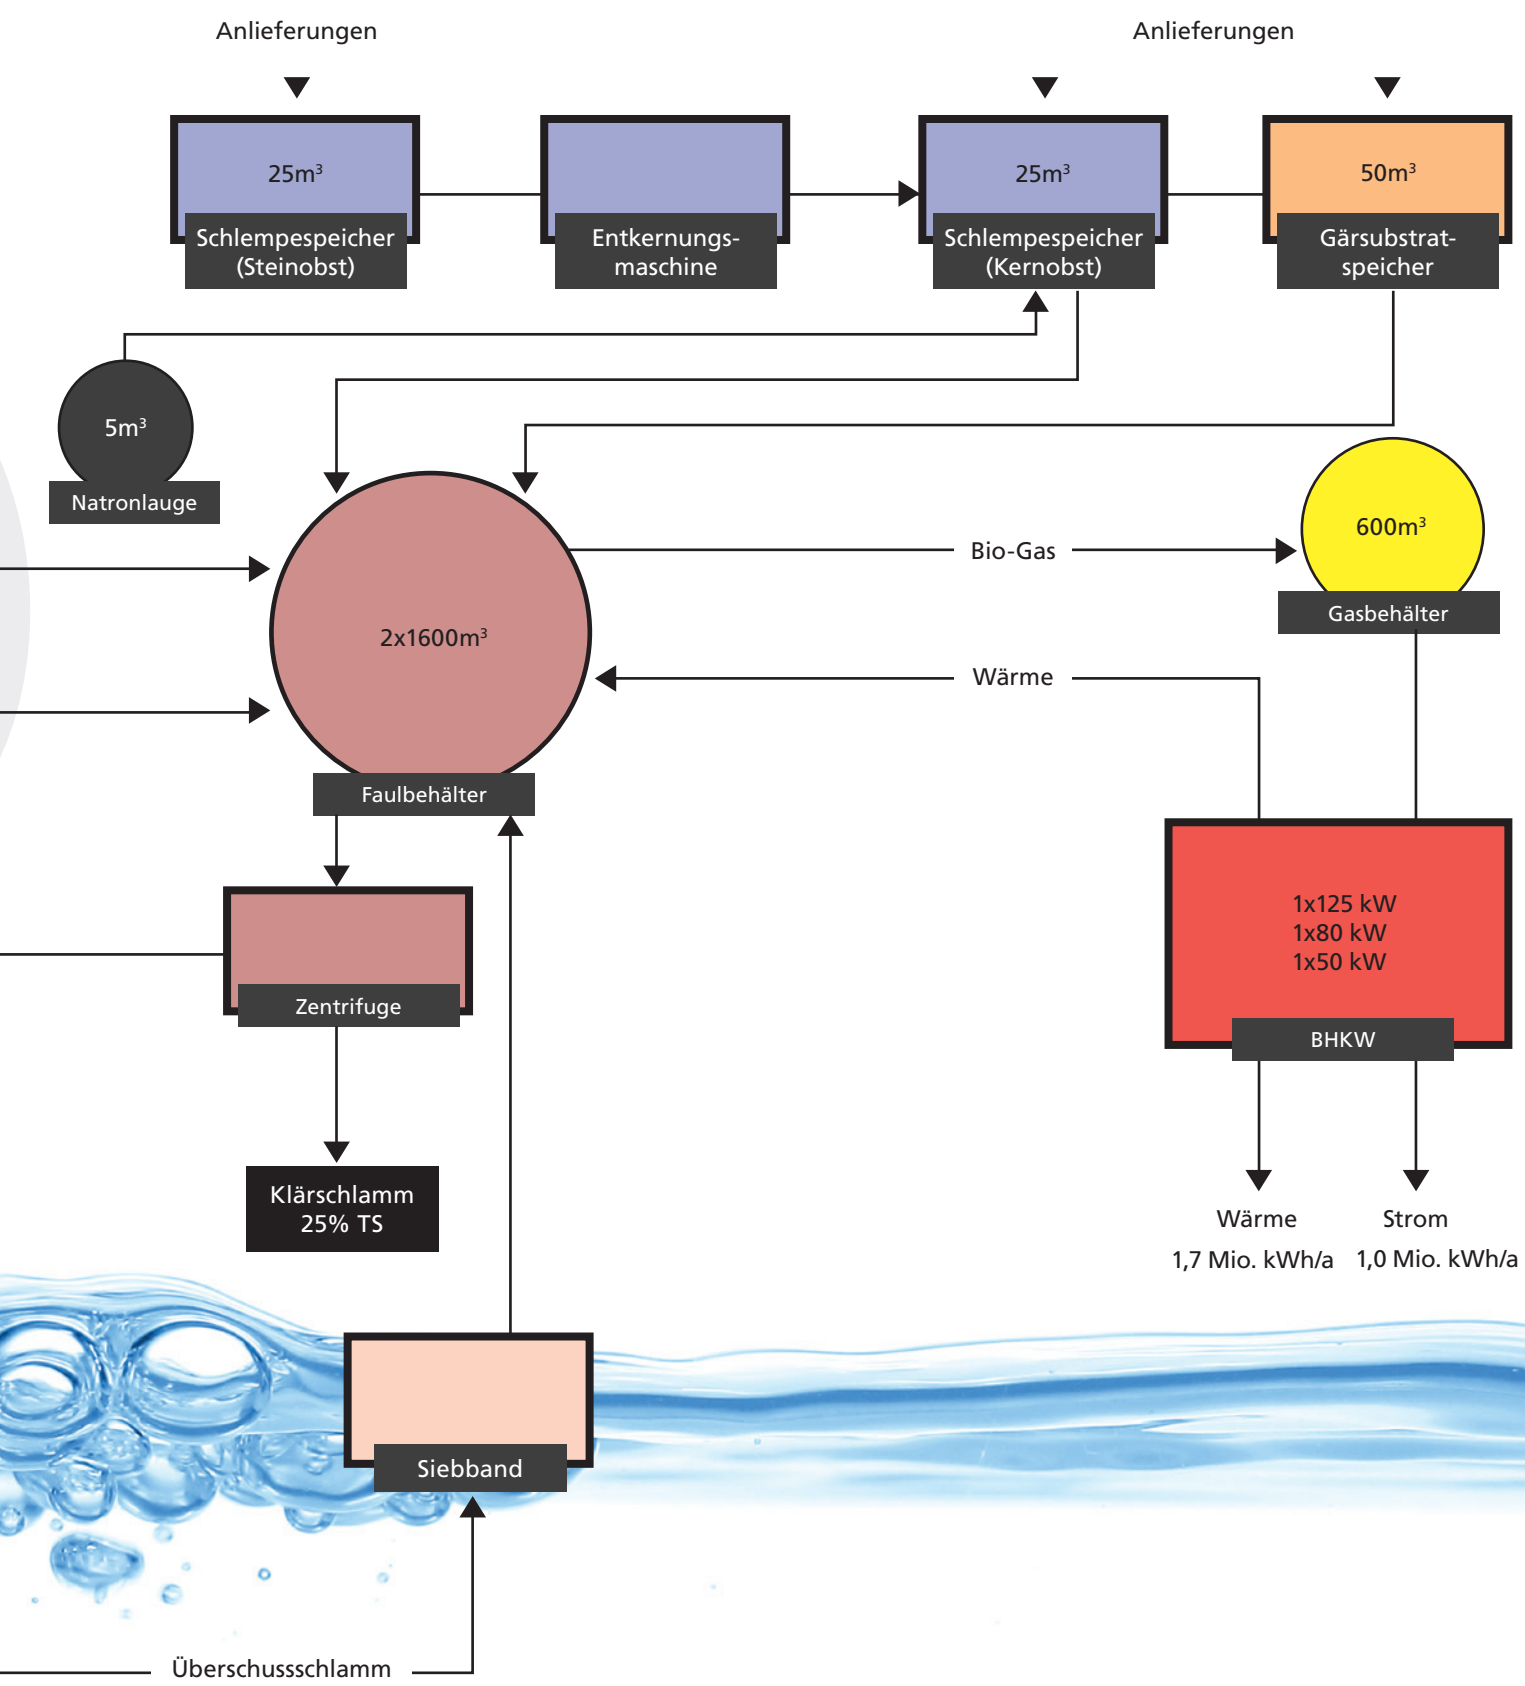 Anlieferungen
Anlieferungen
25m³
25m³
50m³
Schlempespeicher
(Steinobst)
Entkernungs-
maschine
Schlempespeicher
(Kernobst)
Gärsubstrat-
speicher
5m³
Natronlauge
600m³
Bio-Gas
Gasbehälter
2x1600m³
Wärme
Faulbehälter
1x125 kW
1x80 kW
1x50 kW
Zentrifuge
BHKW
Klärschlamm
25% TS
Wärme
1,7 Mio. kWh/a
Strom
1,0 Mio. kWh/a
Siebband
Überschussschlamm